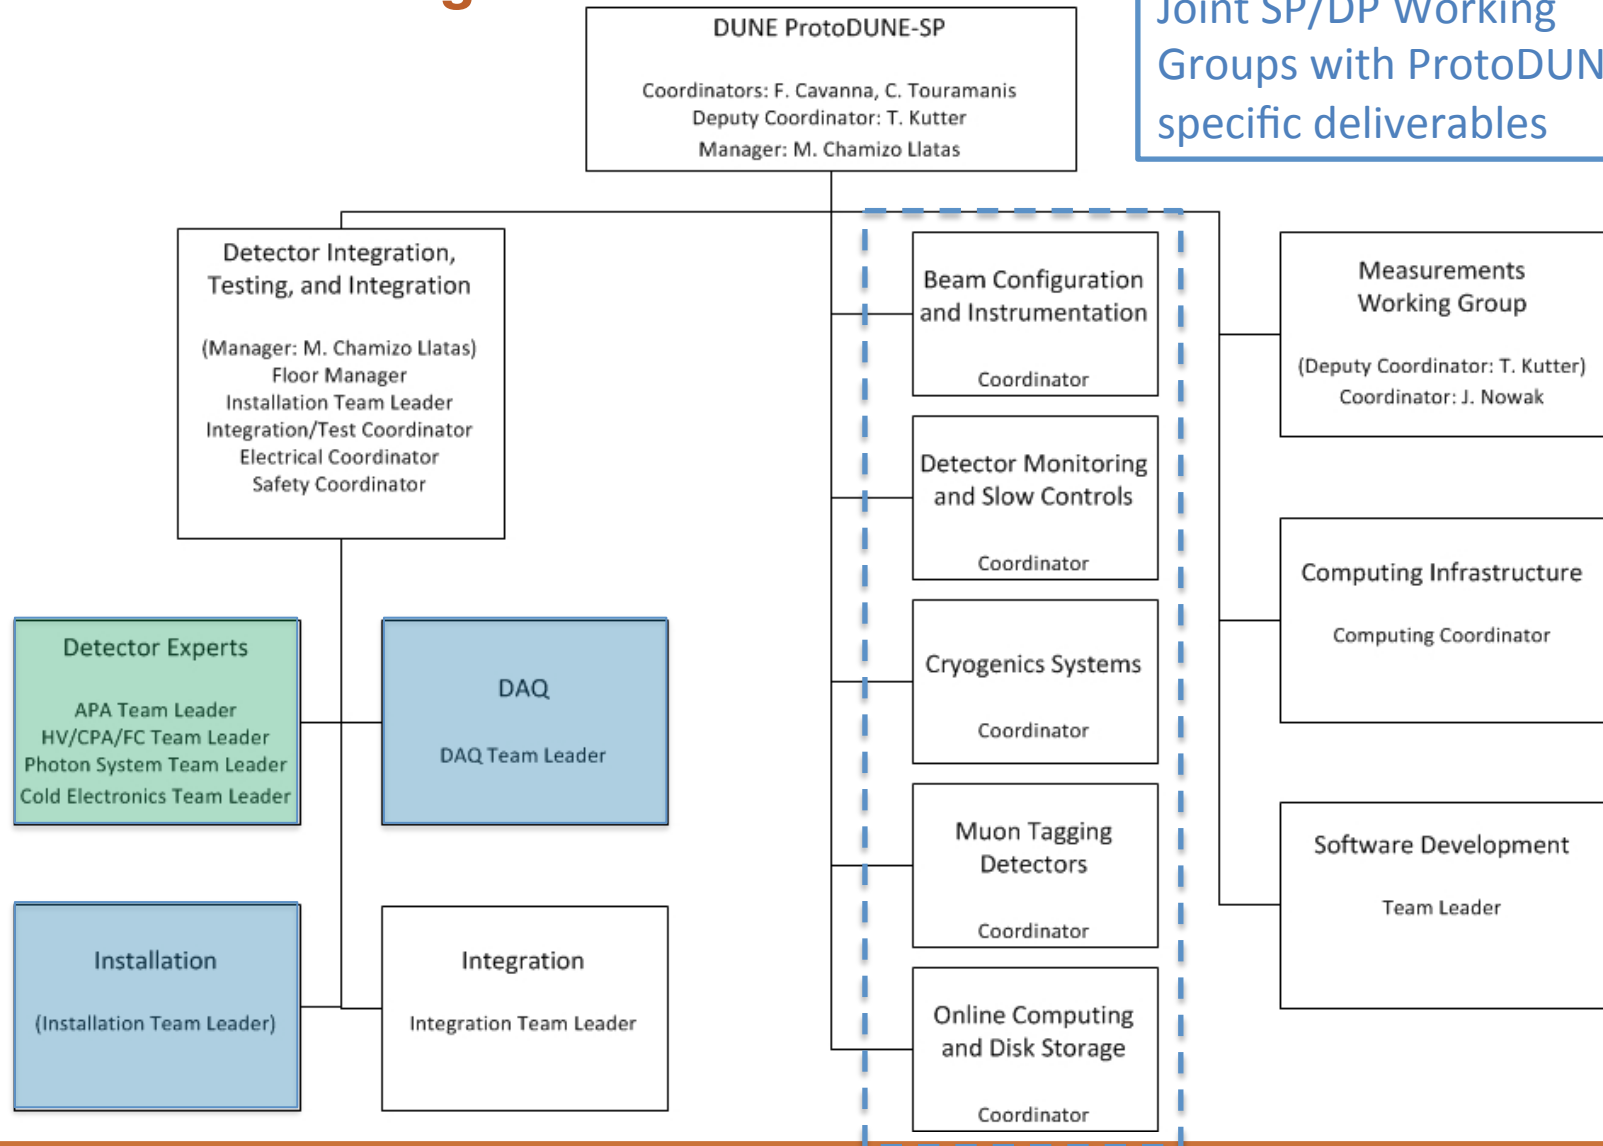 g
DUNE ProtoDUNE-SP
Coordinators: F. Cavanna, C. Touramanis
Deputy Coordinator: T. Kutter
Manager: M. Chamizo Llatas
Joint SP/DP Working
Groups with ProtoDUN
specific deliverables
Detector Integration,
Testing, and Integration
(Manager: M. Chamizo Llatas)
Floor Manager
Installation Team Leader
Integration/Test Coordinator
Electrical Coordinator
Safety Coordinator
Detector Experts
APA Team Leader
HV/CPA/FC Team Leader
Photon System Team Leader
Cold Electronics Team Leader
DAQ
DAQ Team Leader
Installation
(Installation Team Leader)
Integration
Integration Team Leader
Beam Configuration
and Instrumentation
Coordinator
Detector Monitoring
and Slow Controls
Coordinator
Cryogenics Systems
Coordinator
Muon Tagging
Detectors
Coordinator
Online Computing
and Disk Storage
Coordinator
Measurements
Working Group
(Deputy Coordinator: T. Kutter)
Coordinator: J. Nowak
Computing Infrastructure
Computing Coordinator
Software Development
Team Leader